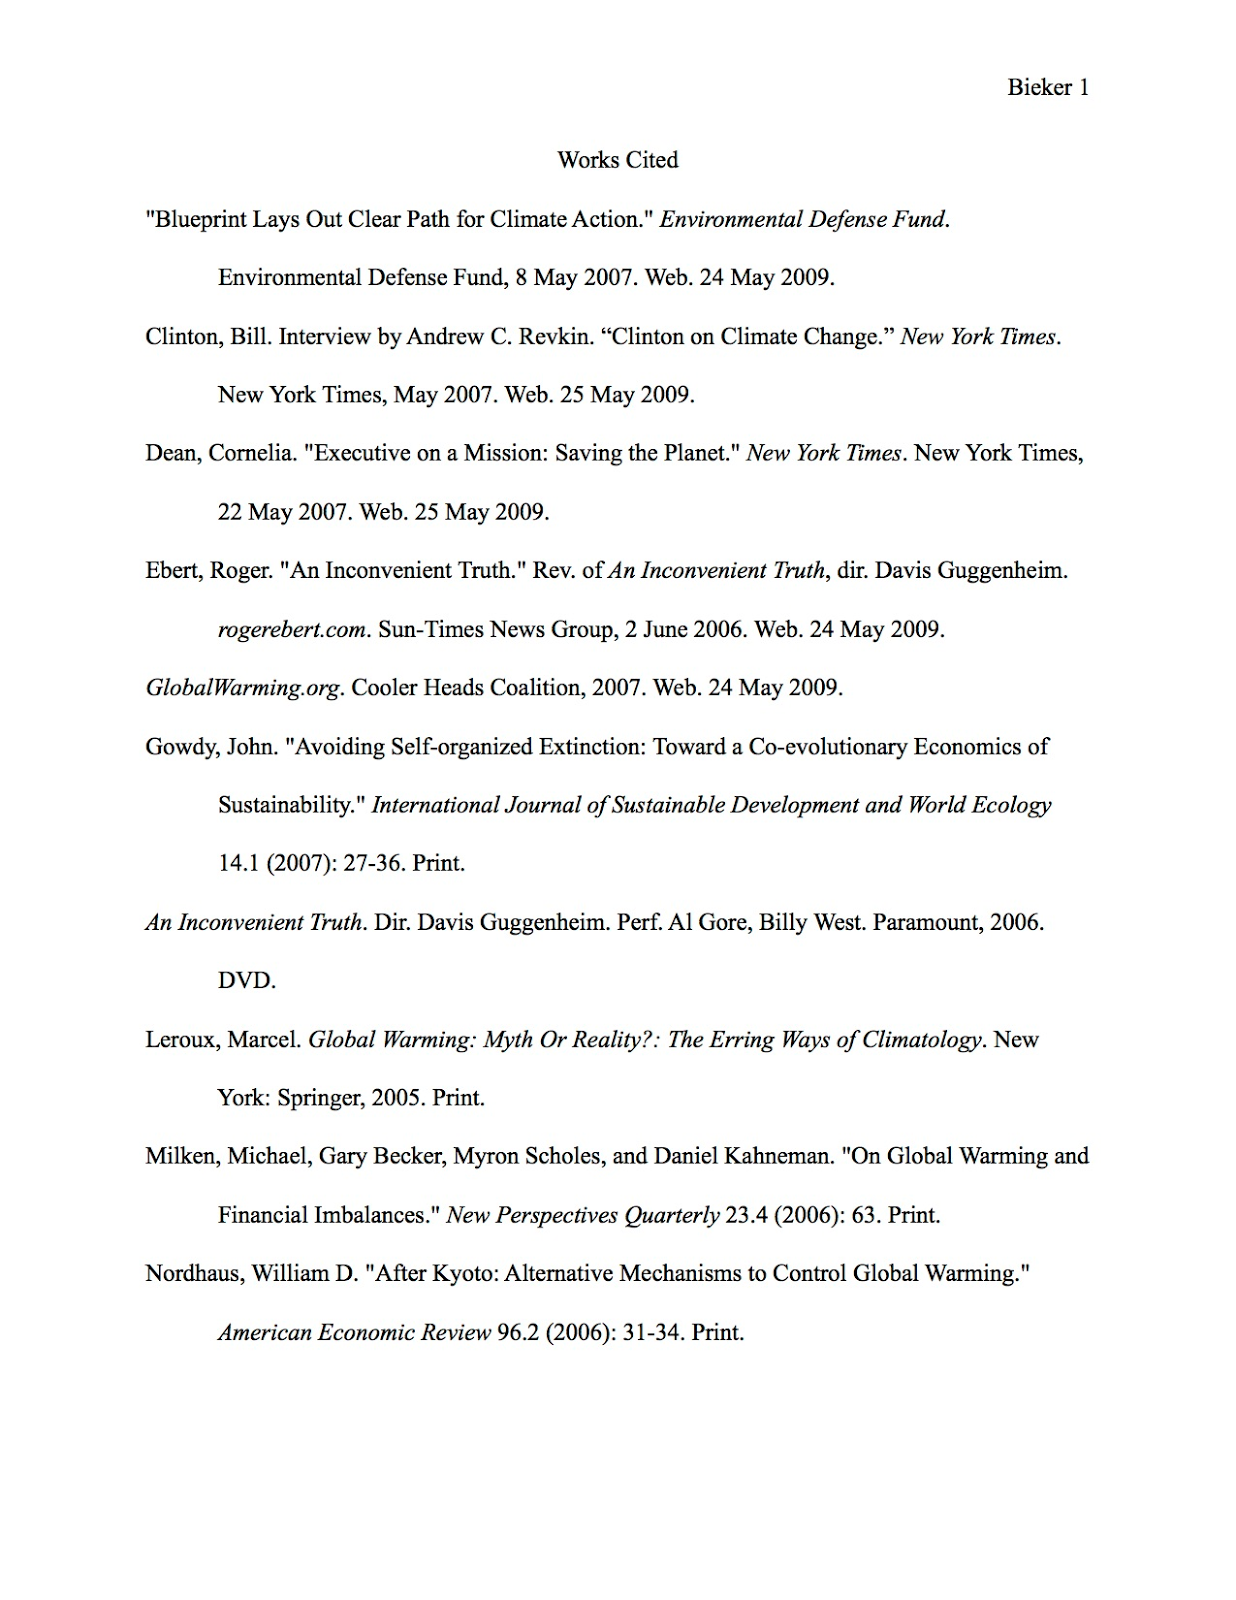 Bieker 1
Works Cited
"Blueprint Lays Out Clear Path for Climate Action." Environmental Defense Fund.
Environmental Defense Fund, 8 May 2007. Web. 24 May 2009.
Clinton, Bill. Interview by Andrew C. Revkin. “Clinton on Climate Change.” New York Times.
New York Times, May 2007. Web. 25 May 2009.
Dean, Cornelia. "Executive on a Mission: Saving the Planet." New York Times. New York Times,
22 May 2007. Web. 25 May 2009.
Ebert, Roger. "An Inconvenient Truth." Rev. of An Inconvenient Truth, dir. Davis Guggenheim.
rogerebert.com. Sun-Times News Group, 2 June 2006. Web. 24 May 2009.
GlobalWarming.org. Cooler Heads Coalition, 2007. Web. 24 May 2009.
Gowdy, John. "Avoiding Self-organized Extinction: Toward a Co-evolutionary Economics of
Sustainability." International Journal of Sustainable Development and World Ecology
14.1 (2007): 27-36. Print.
An Inconvenient Truth. Dir. Davis Guggenheim. Perf. Al Gore, Billy West. Paramount, 2006.
DVD.
Leroux, Marcel. Global Warming: Myth Or Reality?: The Erring Ways of Climatology. New
York: Springer, 2005. Print.
Milken, Michael, Gary Becker, Myron Scholes, and Daniel Kahneman. "On Global Warming and
Financial Imbalances." New Perspectives Quarterly 23.4 (2006): 63. Print.
Nordhaus, William D. "After Kyoto: Alternative Mechanisms to Control Global Warming."
American Economic Review 96.2 (2006): 31-34. Print.